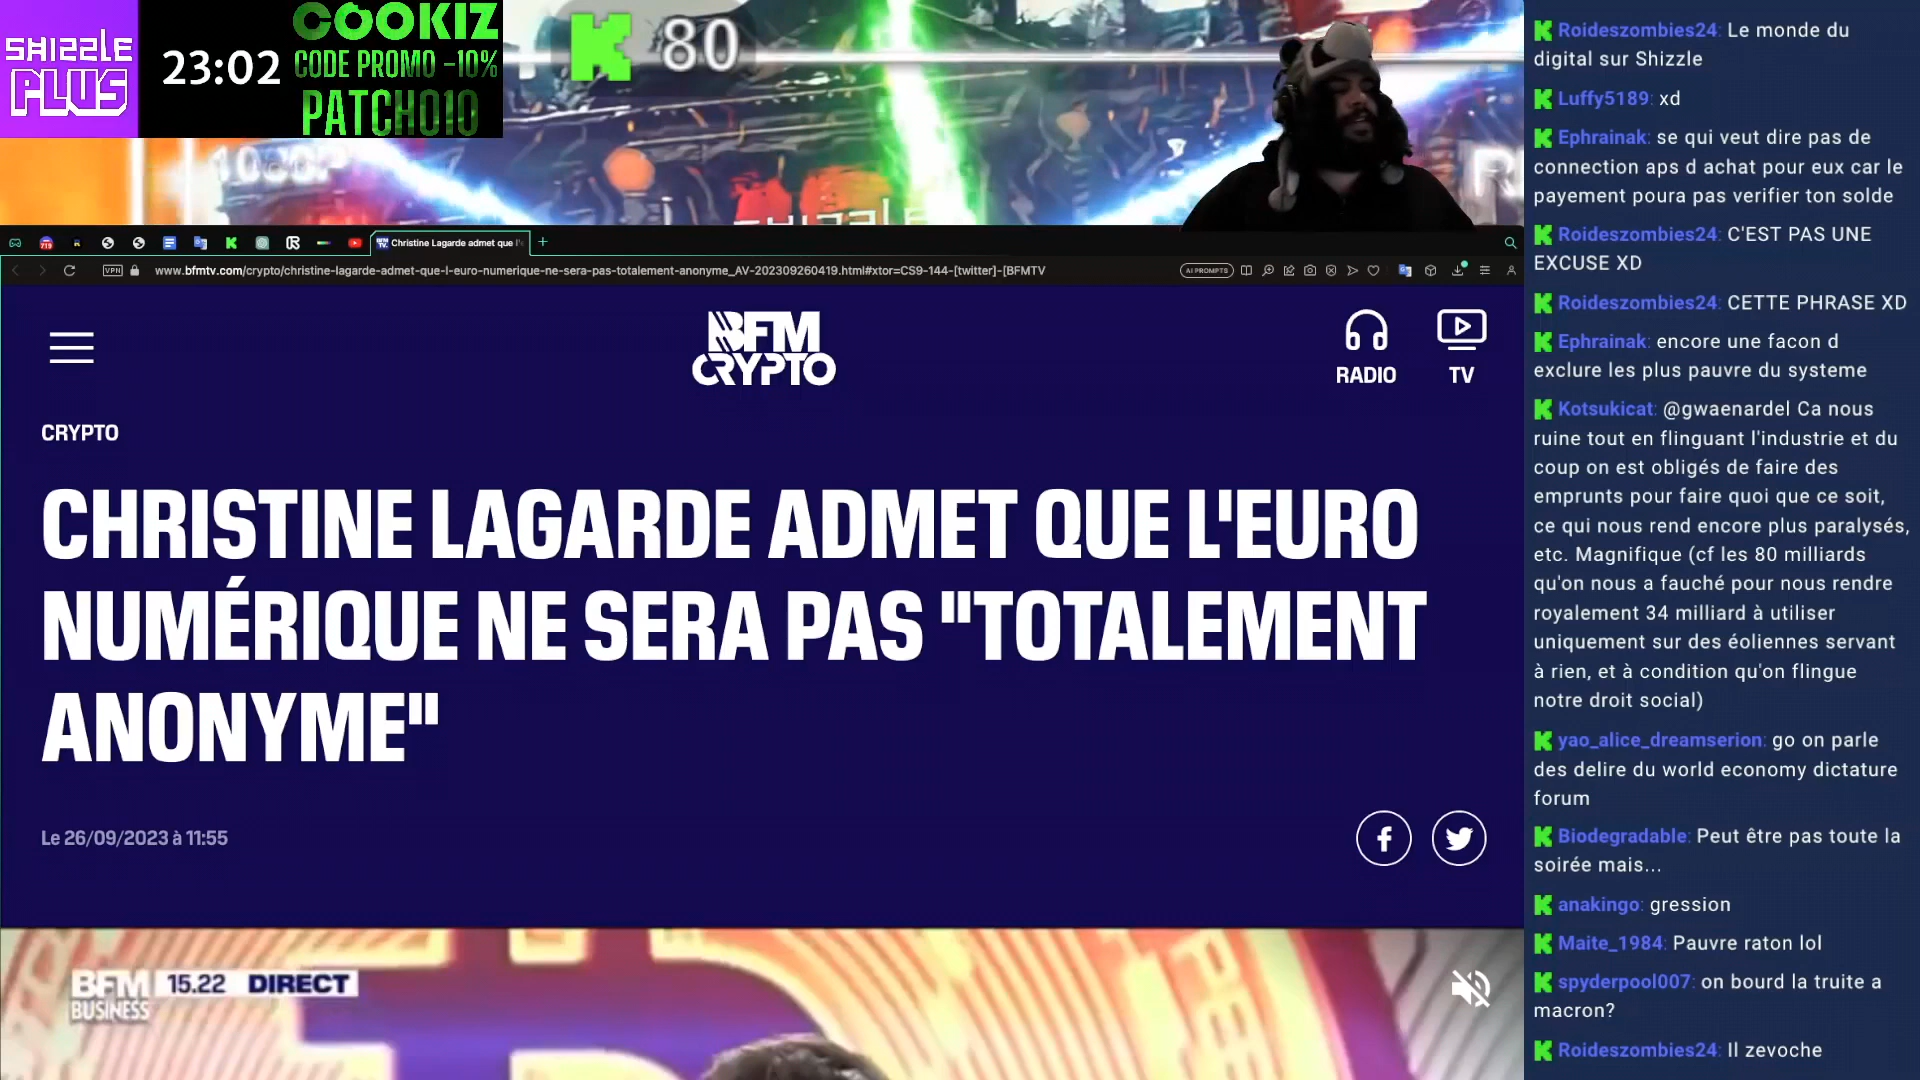 SHIZZLE
PLUS
23:02
COOKIZ
CODE PROMO -10%
PATCHO10
80
SHIZZLE
Christine Lagarde admet que l'e
VPN
www.bfmtv.com/crypto/christine-lagarde-admet-que-l-euro-numerique-ne-sera-pas-totalement-anonyme_AV-202309260419.html#xtor=CS9-144-[twitter]-[BFMTV
AI PROMPTS
BFM
CRYPTO
RADIO
TV
CRYPTO
CHRISTINE LAGARDE ADMET QUE L'EURO
NUMÉRIQUE NE SERA PAS "TOTALEMENT
ANONYME"
Le 26/09/2023 à 11:55
BFM
BUSINESS
15.22 DIRECT
Roideszombies24: Le monde du
digital sur Shizzle
Luffy5189: xd
Ephrainak: se qui veut dire pas de
connection aps d achat pour eux car le
payement poura pas verifier ton solde
Roideszombies24: C'EST PAS UNE
EXCUSE XD
Roideszombies24: CETTE PHRASE XD
Ephrainak: encore une facon d
exclure les plus pauvre du systeme
Kotsukicat: @gwaenardel Ca nous
ruine tout en flinguant l'industrie et du
coup on est obligés de faire des
emprunts pour faire quoi que ce soit,
ce qui nous rend encore plus paralysés,
etc. Magnifique (cf les 80 milliards
qu'on nous a fauché pour nous rendre
royalement 34 milliard à utiliser
uniquement sur des éoliennes servant
à rien, et à condition qu'on flingue
notre droit social)
yao_alice_dreamserion: go on parle
des delire du world economy dictature
forum
Biodegradable: Peut être pas toute la
soirée mais...
anakingo: gression
Maite_1984: Pauvre raton lol
spyderpool007: on bourd la truite a
macron?
Roideszombies24: Il zevoche